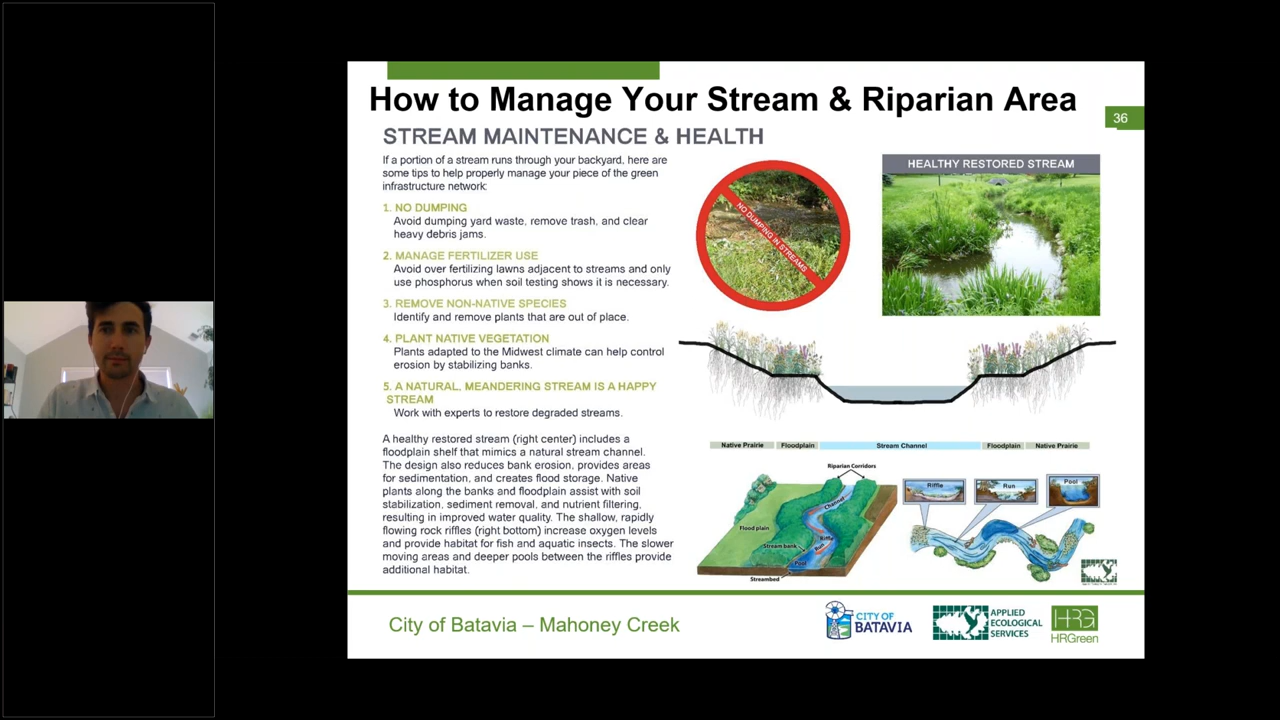 How to Manage Your Stream & Riparian Area
36
STREAM MAINTENANCE & HEALTH
If a portion of a stream runs through your backyard, here are
some tips to help properly manage your piece of the green
infrastructure network:
1. NO DUMPING
Avoid dumping yard waste, remove trash, and clear
heavy debris jams.
2. MANAGE FERTILIZER USE
Avoid over fertilizing lawns adjacent to streams and only
use phosphorus when soil testing shows it is necessary.
3. REMOVE NON-NATIVE SPECIES
Identify and remove plants that are out of place.
4. PLANT NATIVE VEGETATION
Plants adapted to the Midwest climate can help control
erosion by stabilizing banks.
5. A NATURAL, MEANDERING STREAM IS A HAPPY
STREAM
Work with experts to restore degraded streams.
A healthy restored stream (right center) includes a
floodplain shelf that mimics a natural stream channel.
The design also reduces bank erosion, provides areas
for sedimentation, and creates flood storage. Native
plants along the banks and floodplain assist with soil
stabilization, sediment removal, and nutrient filtering,
resulting in improved water quality. The shallow, rapidly
flowing rock riffles (right bottom) increase oxygen levels
and provide habitat for fish and aquatic insects. The slower
moving areas and deeper pools between the riffles provide
additional habitat.
NO DUMPING IN STREAMS
HEALTHY RESTORED STREAM
Native Prairie Floodplain Stream Channel Floodplain Native Prairie
Riparian Corridors
Channel
Flood plain
Stream bank
Riffle
Run
Pool
Streambed
Riffle Run Pool
City of Batavia – Mahoney Creek
CITY OF
BATAVIA
APPLIED
ECOLOGICAL
SERVICES
HRG
HRGreen